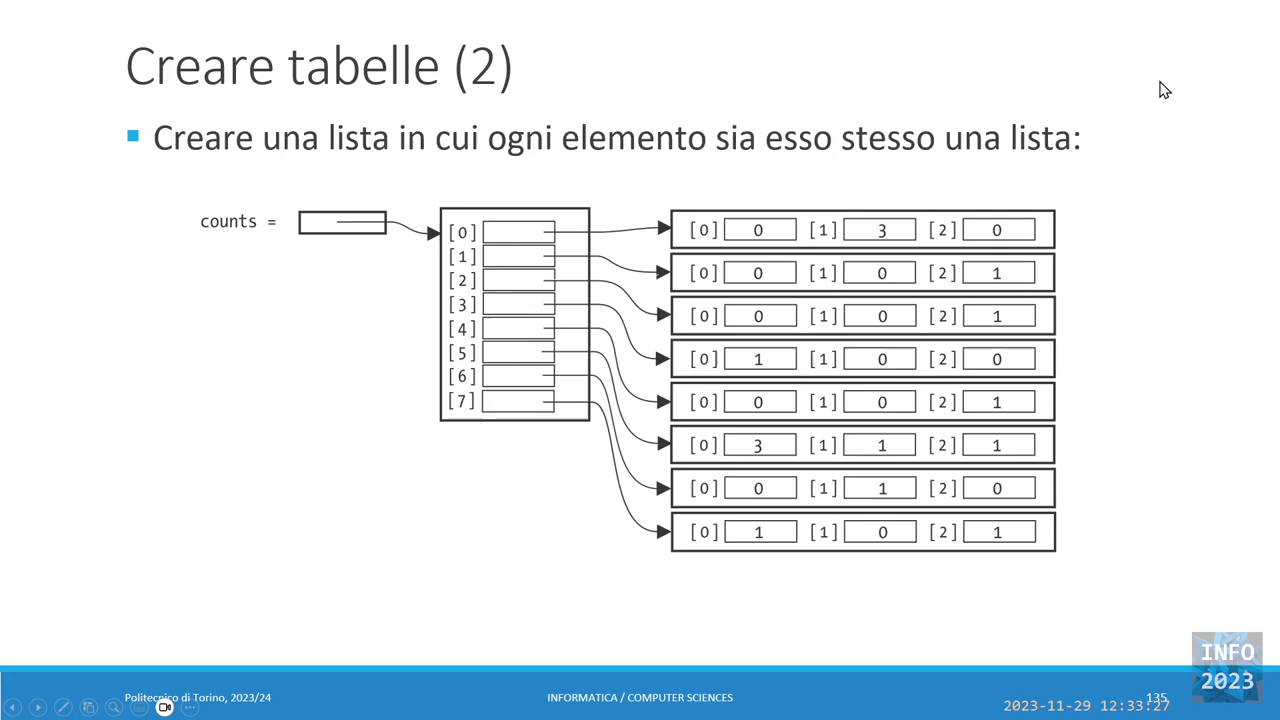 Creare tabelle (2)
Creare una lista in cui ogni elemento sia esso stesso una lista:
counts =
[0] [0] 0 [1] 3 [2] 0
[1] [0] 0 [1] 0 [2] 1
[2] [0] 0 [1] 0 [2] 1
[3] [0] 1 [1] 0 [2] 0
[4] [0] 0 [1] 0 [2] 1
[5] [0] 3 [1] 1 [2] 1
[6] [0] 0 [1] 1 [2] 0
[7] [0] 1 [1] 0 [2] 1
INFO
2023
Politecnico di Torino, 2023/24
INFORMATICA / COMPUTER SCIENCES
135
2023-11-29 12:33:27